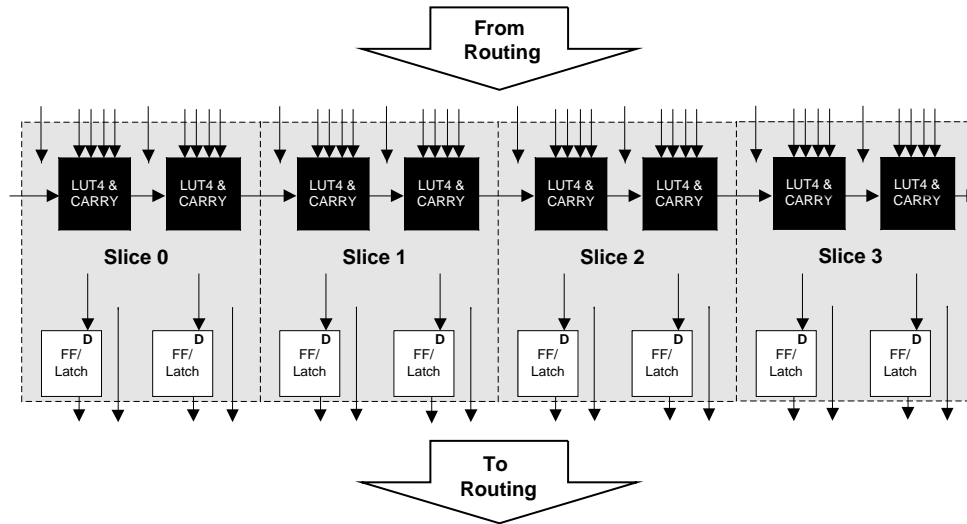 From
Routing
LUT4 &
CARRY
LUT4 &
CARRY
LUT4 &
CARRY
LUT4 &
CARRY
LUT4 &
CARRY
LUT4 &
CARRY
LUT4 &
CARRY
LUT4 &
CARRY
Slice 0
Slice 1
Slice 2
Slice 3
D
FF/
Latch
D
FF/
Latch
D
FF/
Latch
D
FF/
Latch
D
FF/
Latch
D
FF/
Latch
D
FF/
Latch
D
FF/
Latch
To
Routing